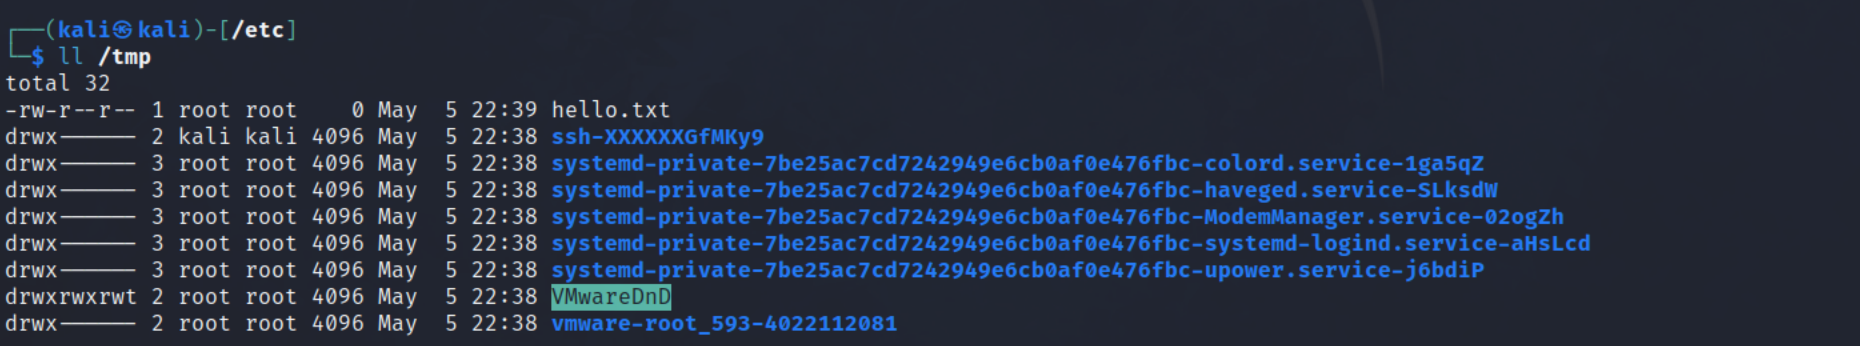 ┌──(kali㉿kali)-[/etc]
└─$ ll /tmp
total 32
-rw-r--r-- 1 root root    0 May  5 22:39 hello.txt
drwx------ 2 kali kali 4096 May  5 22:38 ssh-XXXXXXGfMKy9
drwx------ 3 root root 4096 May  5 22:38 systemd-private-7be25ac7cd7242949e6cb0af0e476fbc-colord.service-1ga5qZ
drwx------ 3 root root 4096 May  5 22:38 systemd-private-7be25ac7cd7242949e6cb0af0e476fbc-haveged.service-SLksdW
drwx------ 3 root root 4096 May  5 22:38 systemd-private-7be25ac7cd7242949e6cb0af0e476fbc-ModemManager.service-02ogZh
drwx------ 3 root root 4096 May  5 22:38 systemd-private-7be25ac7cd7242949e6cb0af0e476fbc-systemd-logind.service-aHsLcd
drwx------ 3 root root 4096 May  5 22:38 systemd-private-7be25ac7cd7242949e6cb0af0e476fbc-upower.service-j6bdiP
drwxrwxrwt 2 root root 4096 May  5 22:38 VMwareDnD
drwx------ 2 root root 4096 May  5 22:38 vmware-root_593-4022112081